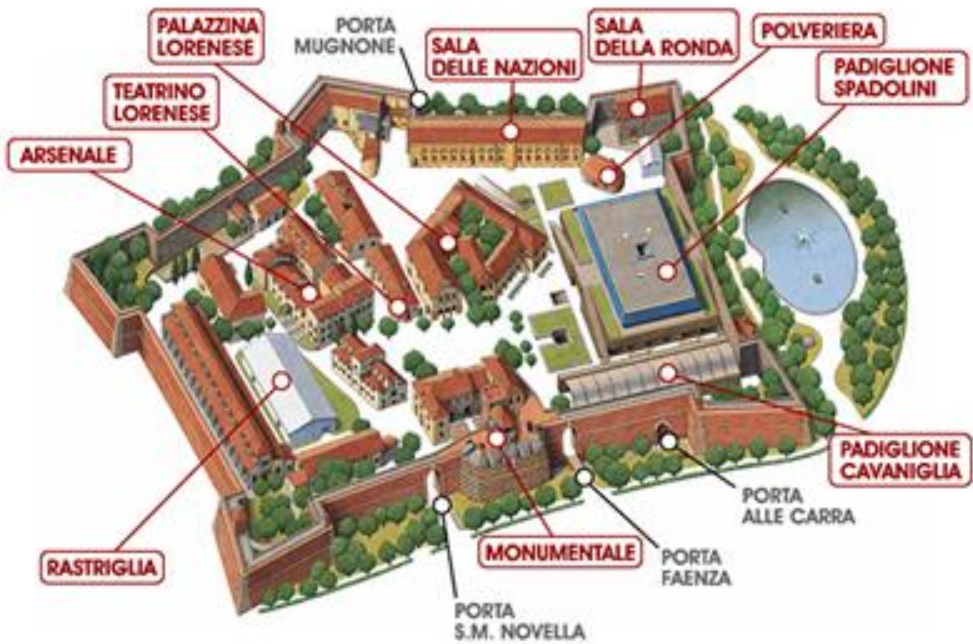 PALAZZINA
LORENESE
PORTA
MUGNONE
SALA
DELLE NAZIONI
SALA
DELLA RONDA
POLVERIERA
PADIGLIONE
SPADOLINI
TEATRINO
LORENESE
ARSENALE
PADIGLIONE
CAVANIGLIA
PORTA
ALLE CARRA
RASTRIGLIA
MONUMENTALE
PORTA
FAENZA
PORTA
S.M. NOVELLA